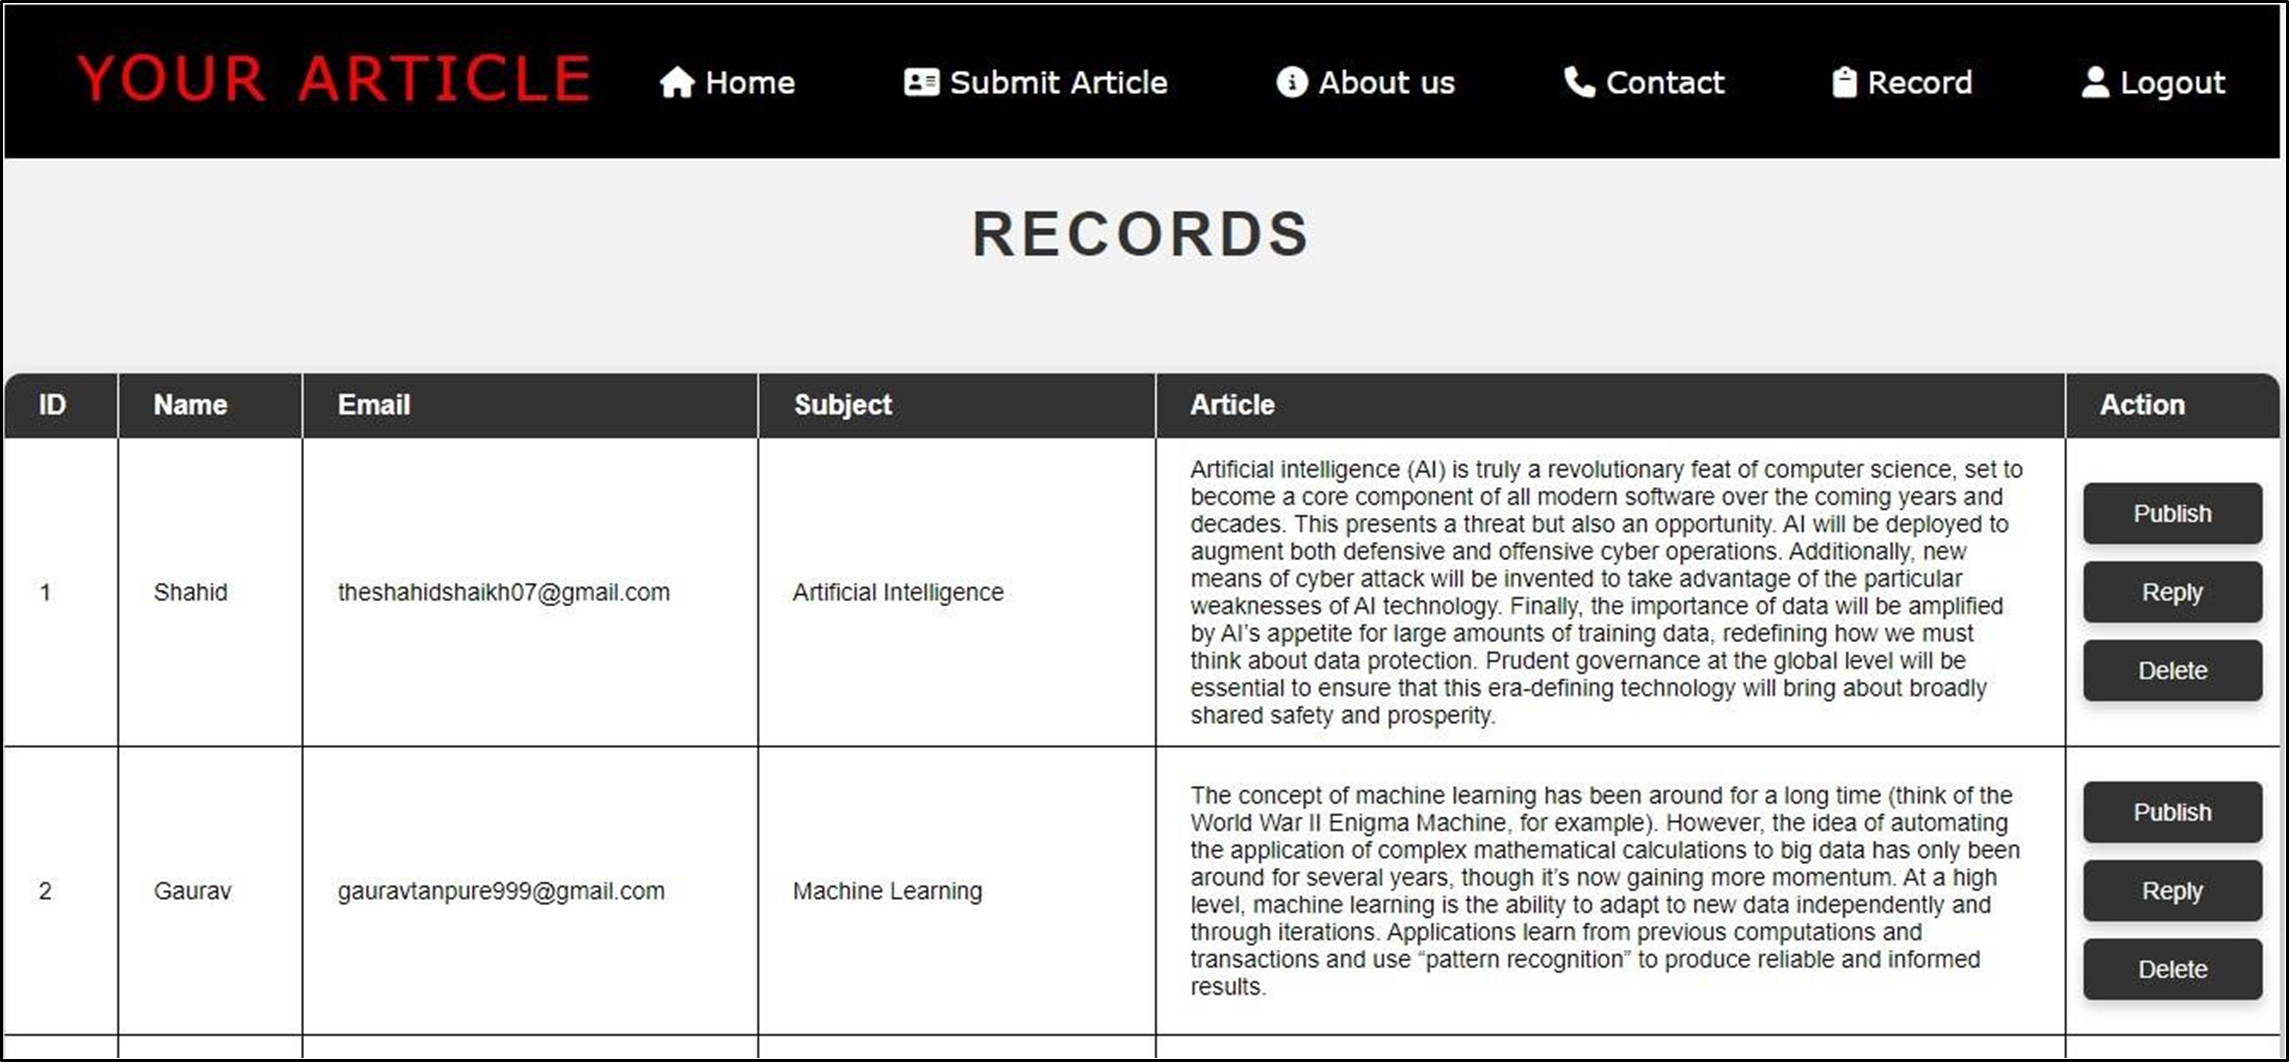 YOUR ARTICLE Home Submit Article About us Contact Record Logout
RECORDS
ID Name Email Subject Article Action
1 Shahid theshahidshaikh07@gmail.com Artificial Intelligence
Artificial intelligence (AI) is truly a revolutionary feat of computer science, set to
become a core component of all modern software over the coming years and
decades. This presents a threat but also an opportunity. AI will be deployed to
augment both defensive and offensive cyber operations. Additionally, new
means of cyber attack will be invented to take advantage of the particular
weaknesses of AI technology. Finally, the importance of data will be amplified
by AI’s appetite for large amounts of training data, redefining how we must
think about data protection. Prudent governance at the global level will be
essential to ensure that this era-defining technology will bring about broadly
shared safety and prosperity.
Publish
Reply
Delete
2 Gaurav gauravtanpure999@gmail.com Machine Learning
The concept of machine learning has been around for a long time (think of the
World War II Enigma Machine, for example). However, the idea of automating
the application of complex mathematical calculations to big data has only been
around for several years, though it’s now gaining more momentum. At a high
level, machine learning is the ability to adapt to new data independently and
through iterations. Applications learn from previous computations and
transactions and use “pattern recognition” to produce reliable and informed
results.
Publish
Reply
Delete